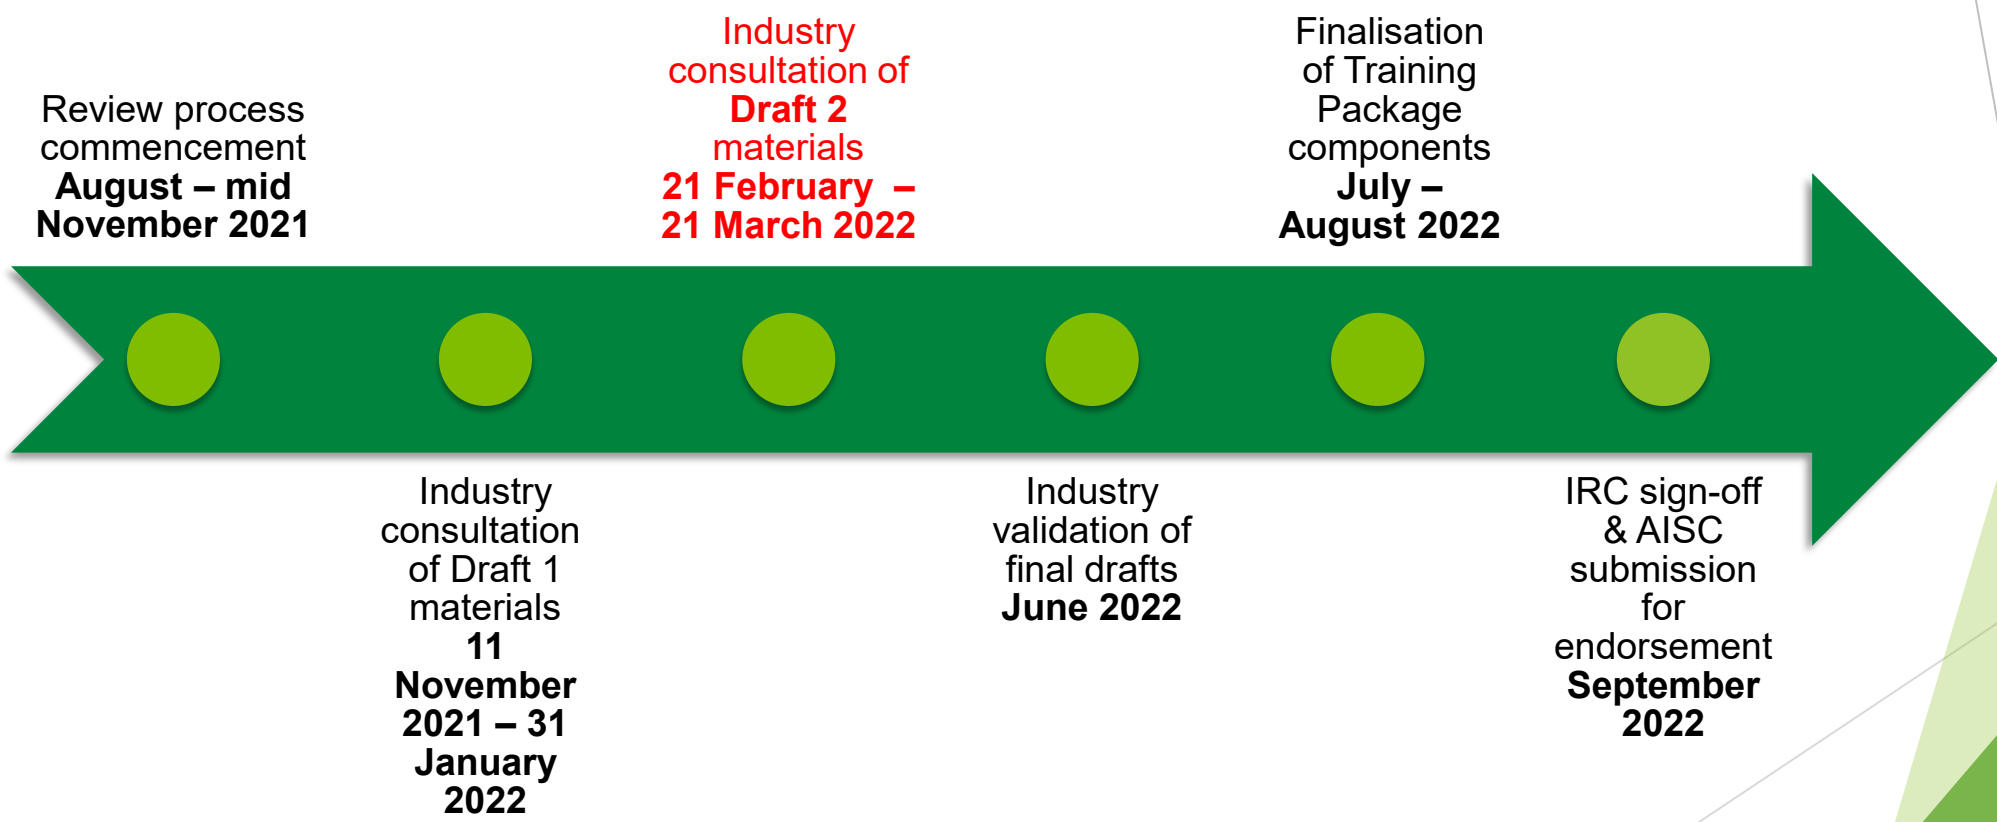 Review process
commencement
August – mid
November 2021
Industry
consultation of Draft 1
materials
11
November
2021 – 31
January
2022
Industry
consultation of
Draft 2
materials
21 February –
21 March 2022
Industry
validation of
final drafts
June 2022
Finalisation
of Training
Package
components
July –
August 2022
IRC sign-off
& AISC
submission
for
endorsement
September
2022